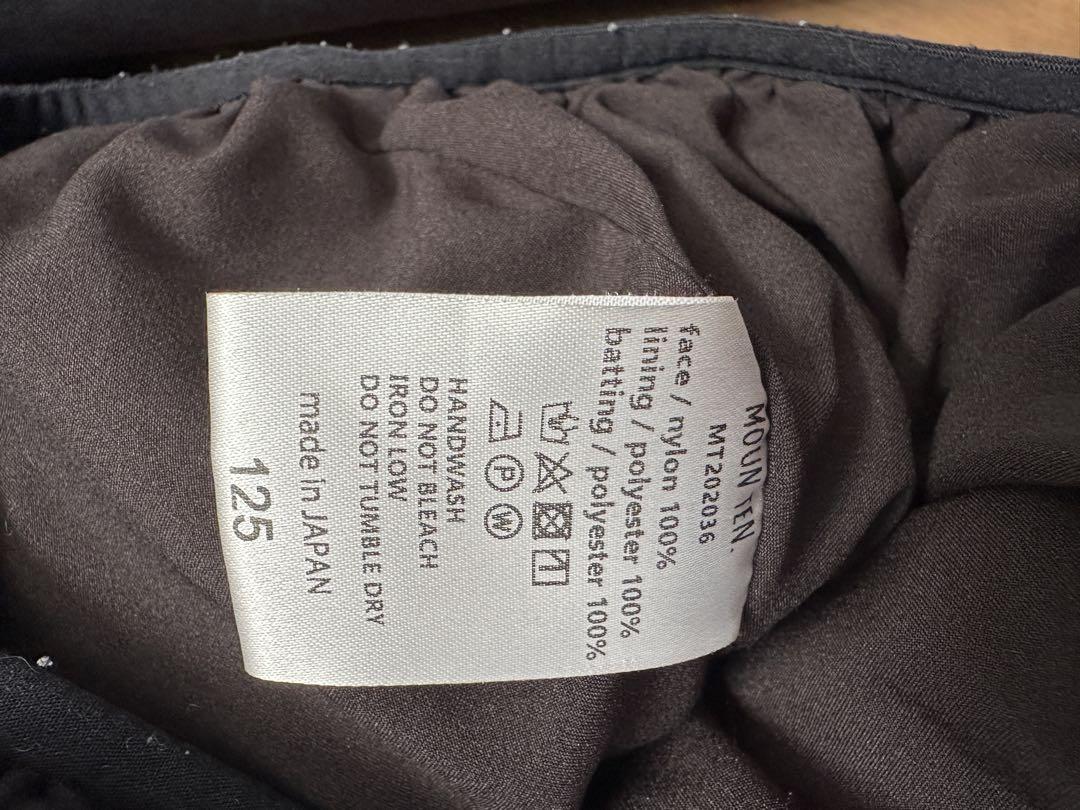 MOUN TEN.
MT202036
face / nylon 100%
lining / polyester 100%
batting / polyester 100%
P W
HANDWASH
DO NOT BLEACH
IRON LOW
DO NOT TUMBLE DRY
made in JAPAN
125